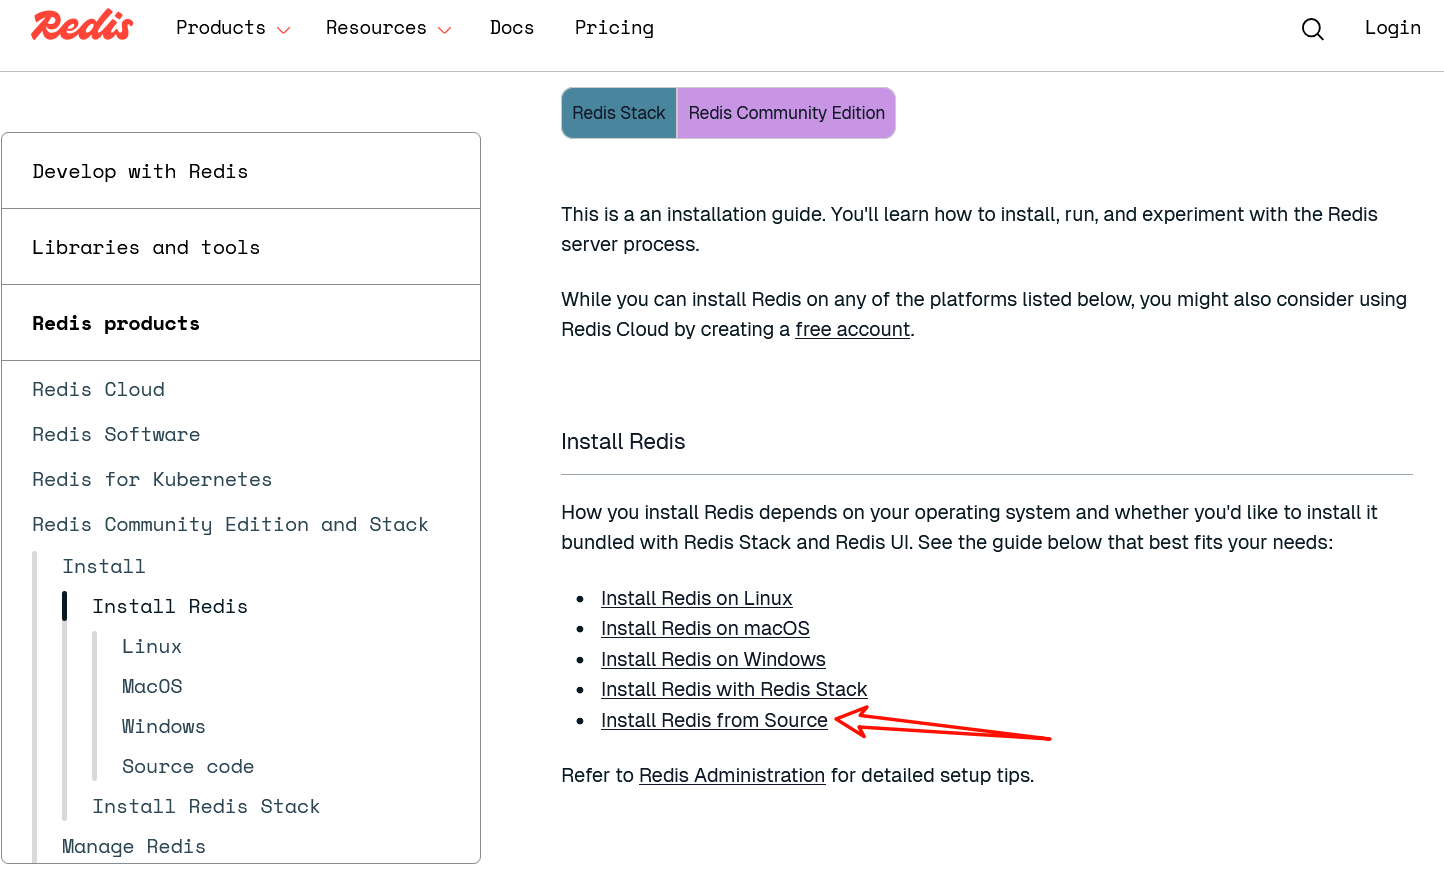 Redis
Products
Resources
Docs
Pricing
Login
Develop with Redis
Libraries and tools
Redis products
Redis Cloud
Redis Software
Redis for Kubernetes
Redis Community Edition and Stack
Install
Install Redis
Linux
MacOS
Windows
Source code
Install Redis Stack
Manage Redis
Redis Stack
Redis Community Edition
This is a an installation guide. You'll learn how to install, run, and experiment with the Redis
server process.
While you can install Redis on any of the platforms listed below, you might also consider using
Redis Cloud by creating a free account.
Install Redis
How you install Redis depends on your operating system and whether you'd like to install it
bundled with Redis Stack and Redis UI. See the guide below that best fits your needs:
Install Redis on Linux
Install Redis on macOS
Install Redis on Windows
Install Redis with Redis Stack
Install Redis from Source
Refer to Redis Administration for detailed setup tips.